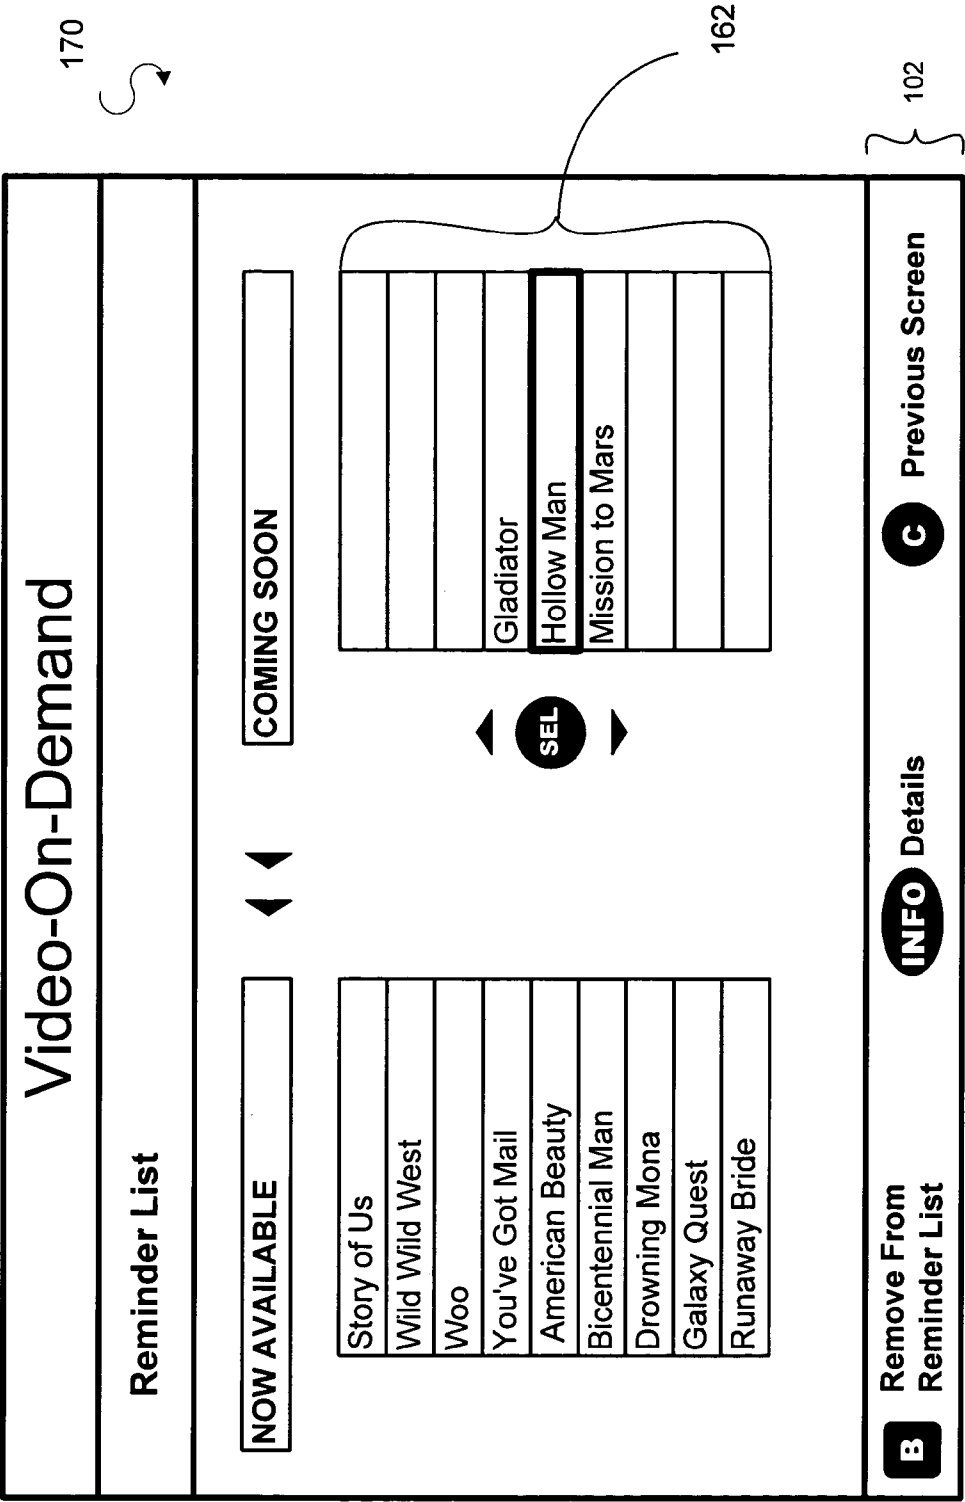 170
Video-On-Demand
Reminder List
NOW AVAILABLE
COMING SOON
Story of Us
Wild Wild West
Woo
You've Got Mail
American Beauty
Bicentennial Man
Drowning Mona
Galaxy Quest
Runaway Bride
SEL
Gladiator
Hollow Man
Mission to Mars
162
B
Remove From
Reminder List
INFO Details
C Previous Screen
102